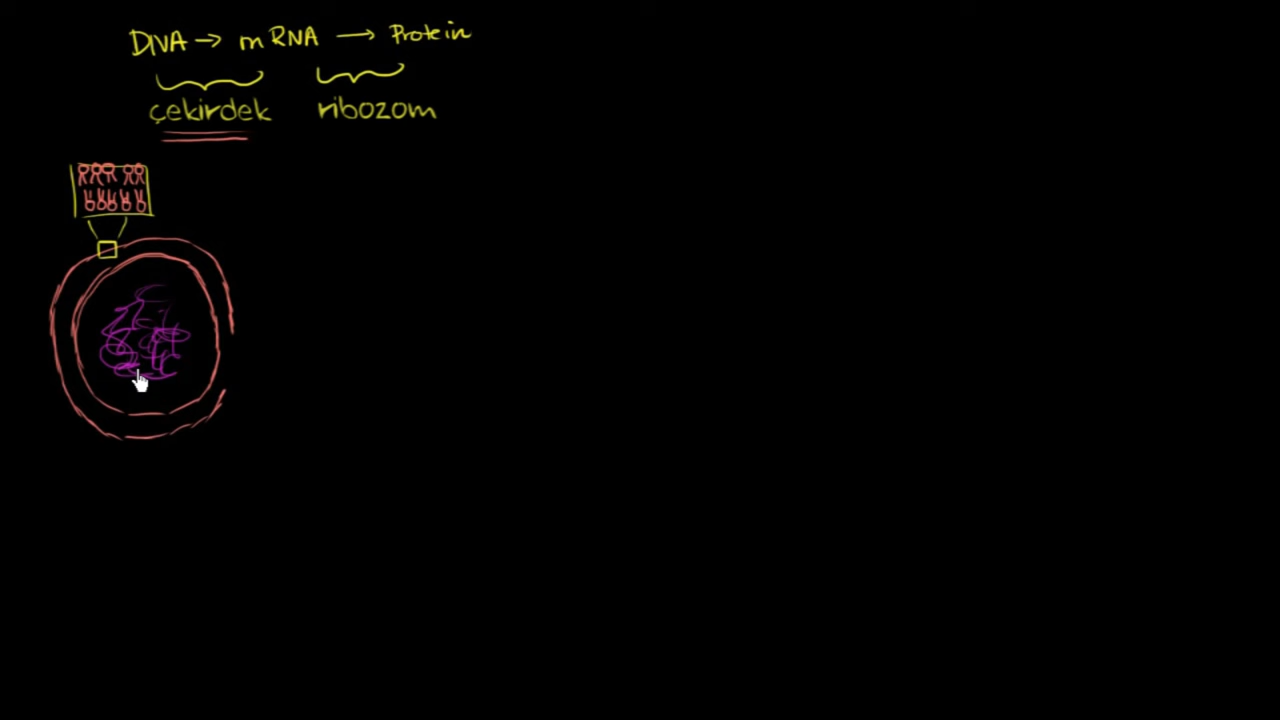 DNA → mRNA → Protein
çekirdek ribozom